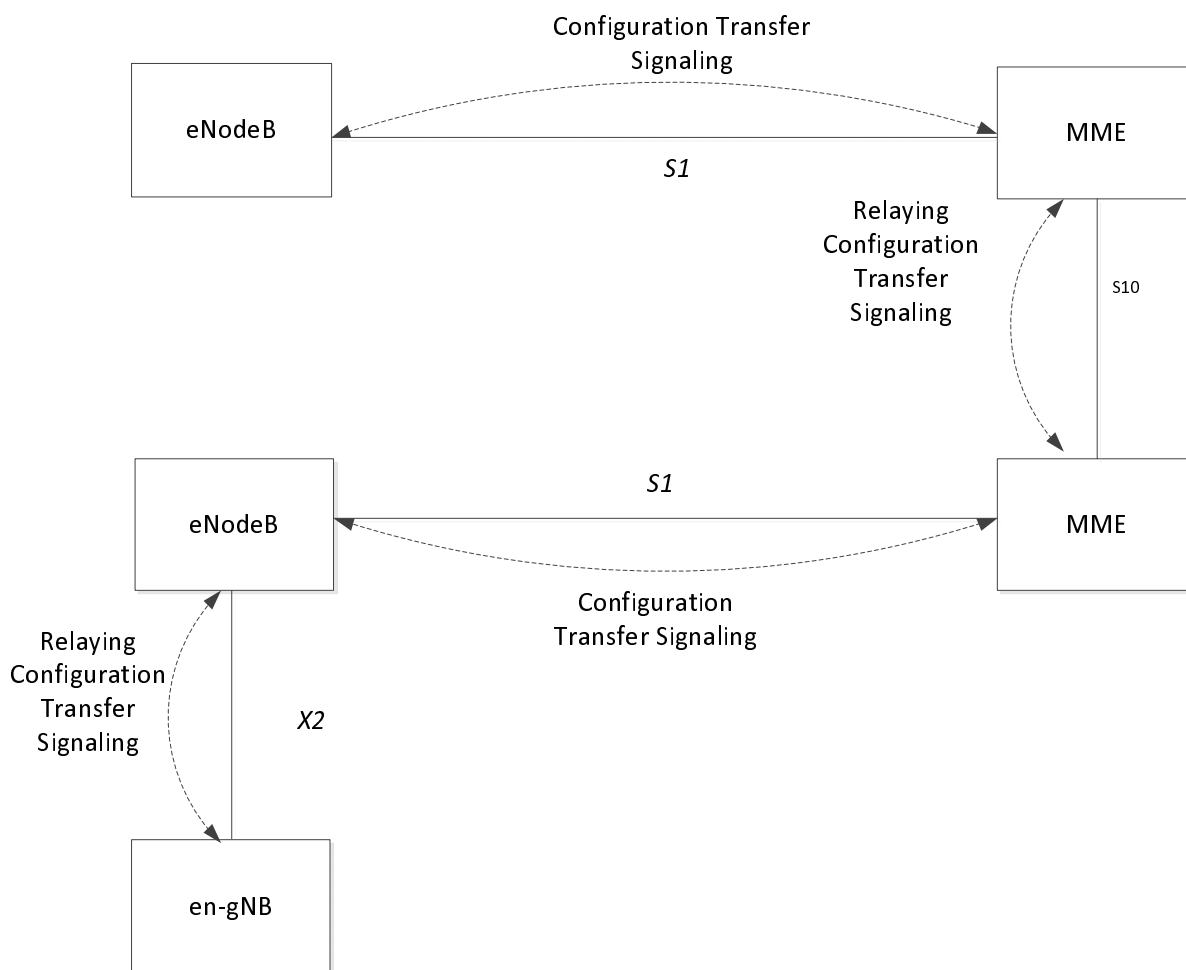 Configuration Transfer
Signaling
eNodeB
MME
S1
Relaying
Configuration
Transfer
Signaling
S10
S1
eNodeB
MME
Configuration
Transfer Signaling
Relaying
Configuration
Transfer
Signaling
X2
en-gNB